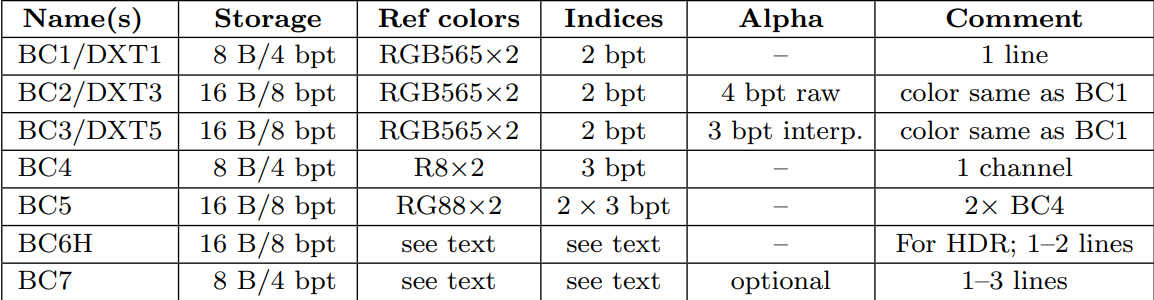 Name(s) Storage Ref colors Indices Alpha Comment
BC1/DXT1 8 B/4 bpt RGB565×2 2 bpt – 1 line
BC2/DXT3 16 B/8 bpt RGB565×2 2 bpt 4 bpt raw color same as BC1
BC3/DXT5 16 B/8 bpt RGB565×2 2 bpt 3 bpt interp. color same as BC1
BC4 8 B/4 bpt R8×2 3 bpt – 1 channel
BC5 16 B/8 bpt RG88×2 2 × 3 bpt – 2× BC4
BC6H 16 B/8 bpt see text see text – For HDR; 1–2 lines
BC7 8 B/4 bpt see text see text optional 1–3 lines